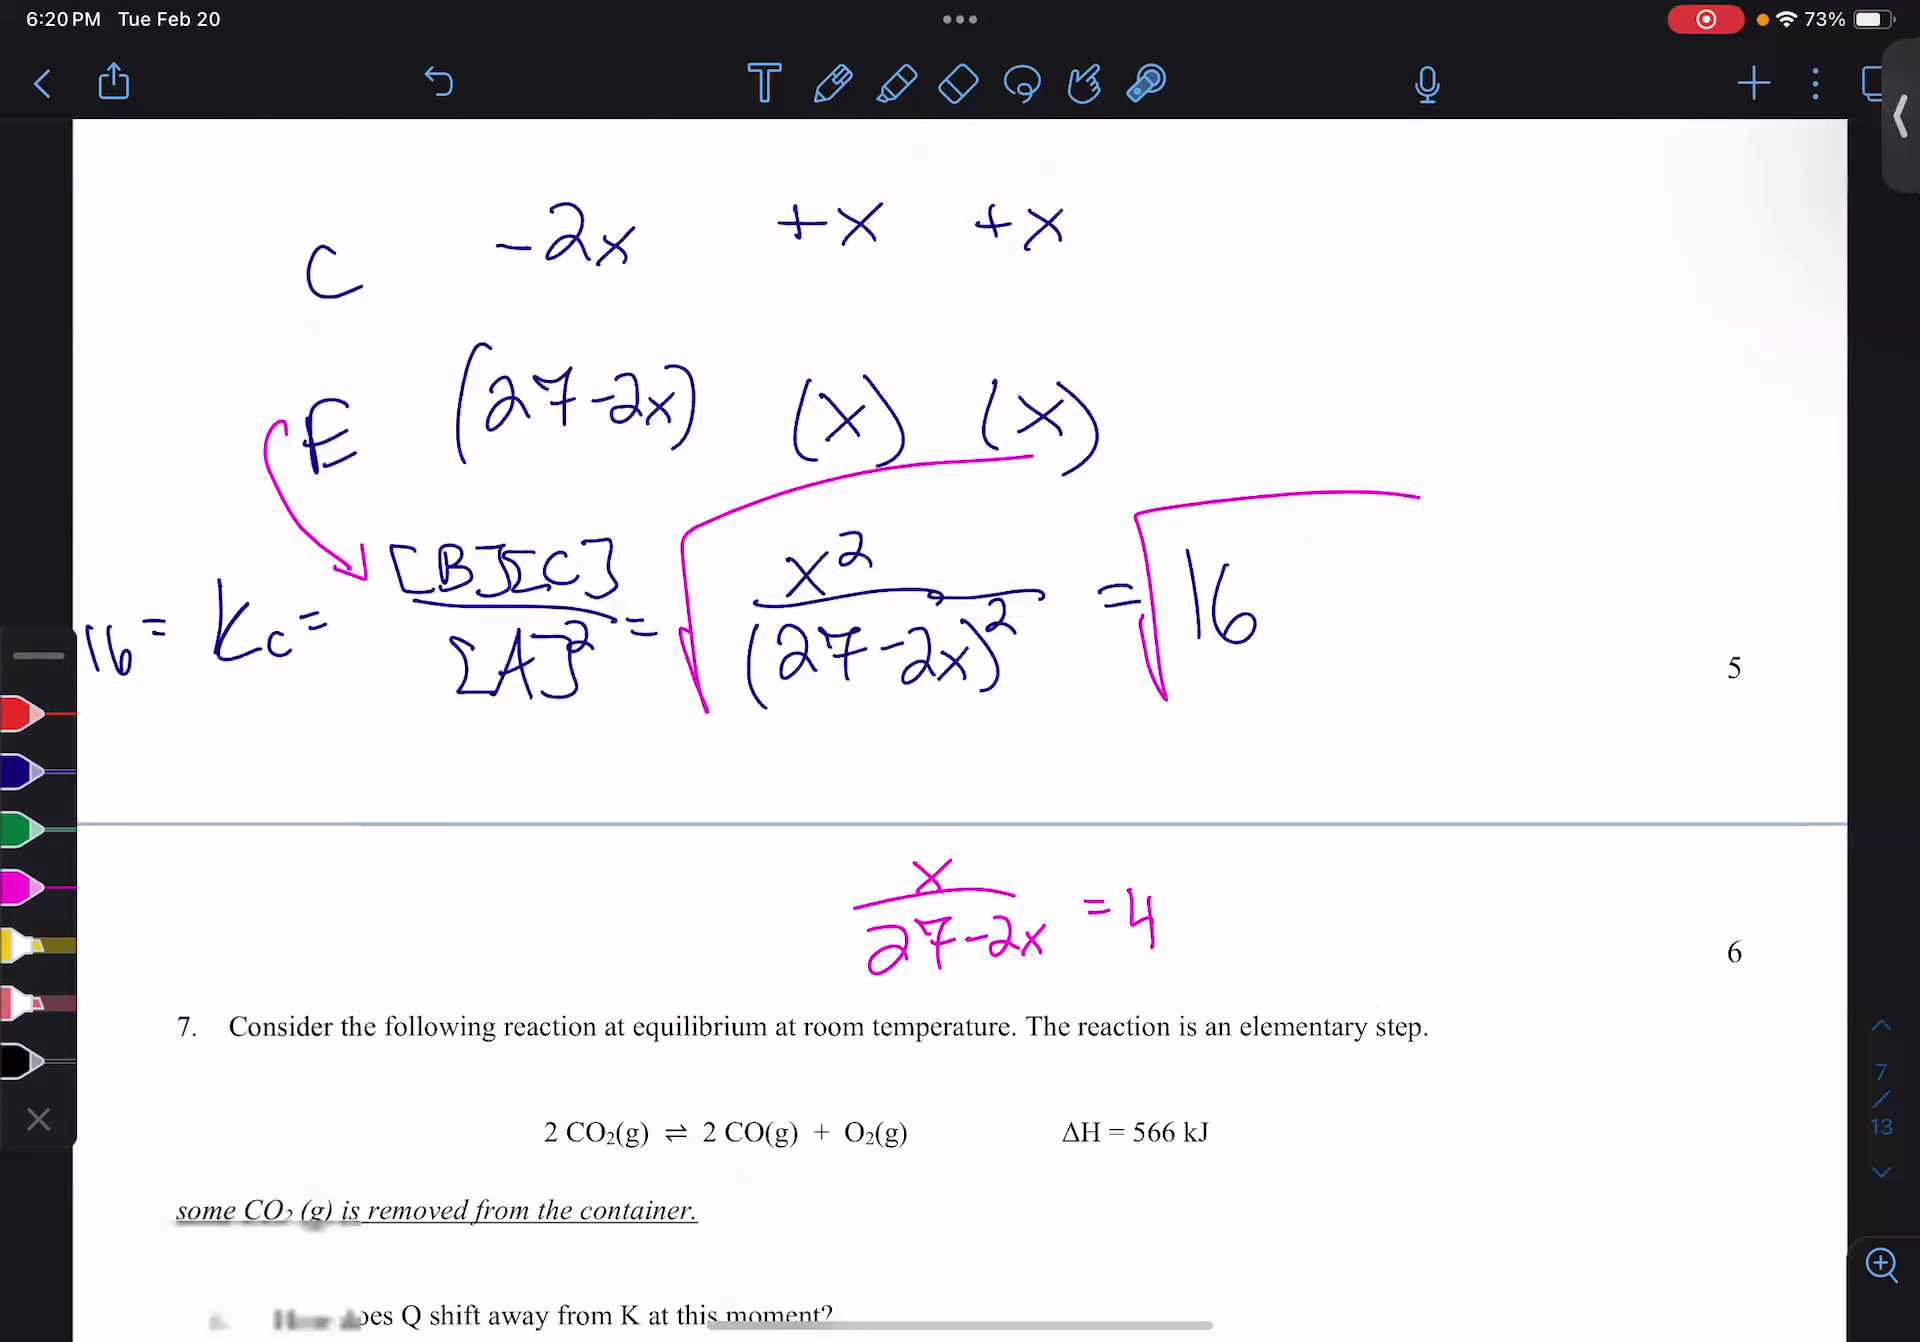 6:20 PM Tue Feb 20
73%
C -2x +x +x
E (27-2x) (x) (x)
16 = Kc = [B][C] / [A]² = √ x² / (27-2x)² = √ 16
5
x / 27-2x = 4
6
7. Consider the following reaction at equilibrium at room temperature. The reaction is an elementary step.
2 CO₂(g) ⇌ 2 CO(g) + O₂(g) ΔH = 566 kJ
7
/
13
some CO₂ (g) is removed from the container.
Q shift away from K at this moment?